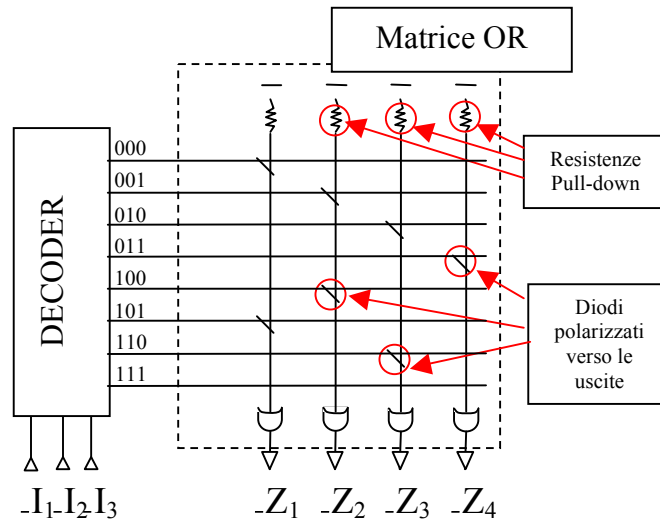 Matrice OR
DECODER
000
001
010
011
100
101
110
111
Resistenze
Pull-down
Diodi
polarizzati
verso le
uscite
-I1 -I2 -I3
-Z1 -Z2 -Z3 -Z4